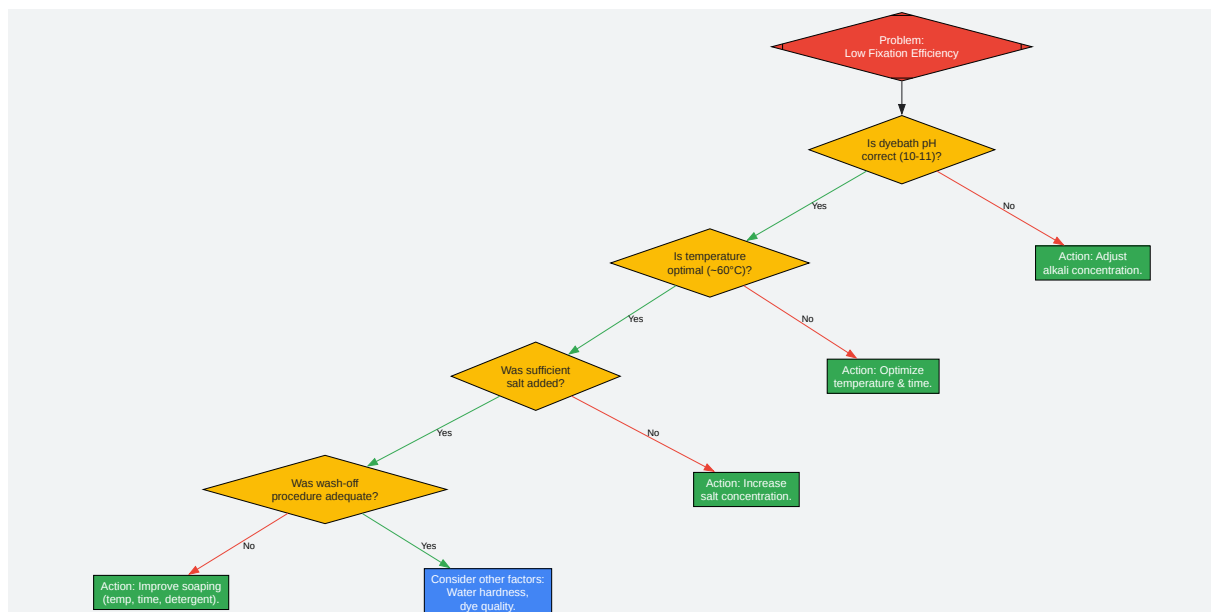 Problem:
Low Fixation Efficiency
Is dyebath pH
correct (10-11)?
Yes
No
Action: Adjust
alkali concentration.
Is temperature
optimal (~60°C)?
Yes
No
Action: Optimize
temperature & time.
Was sufficient
salt added?
Yes
No
Action: Increase
salt concentration.
Was wash-off
procedure adequate?
No
Yes
Action: Improve soaping
(temp, time, detergent).
Consider other factors:
Water hardness,
dye quality.